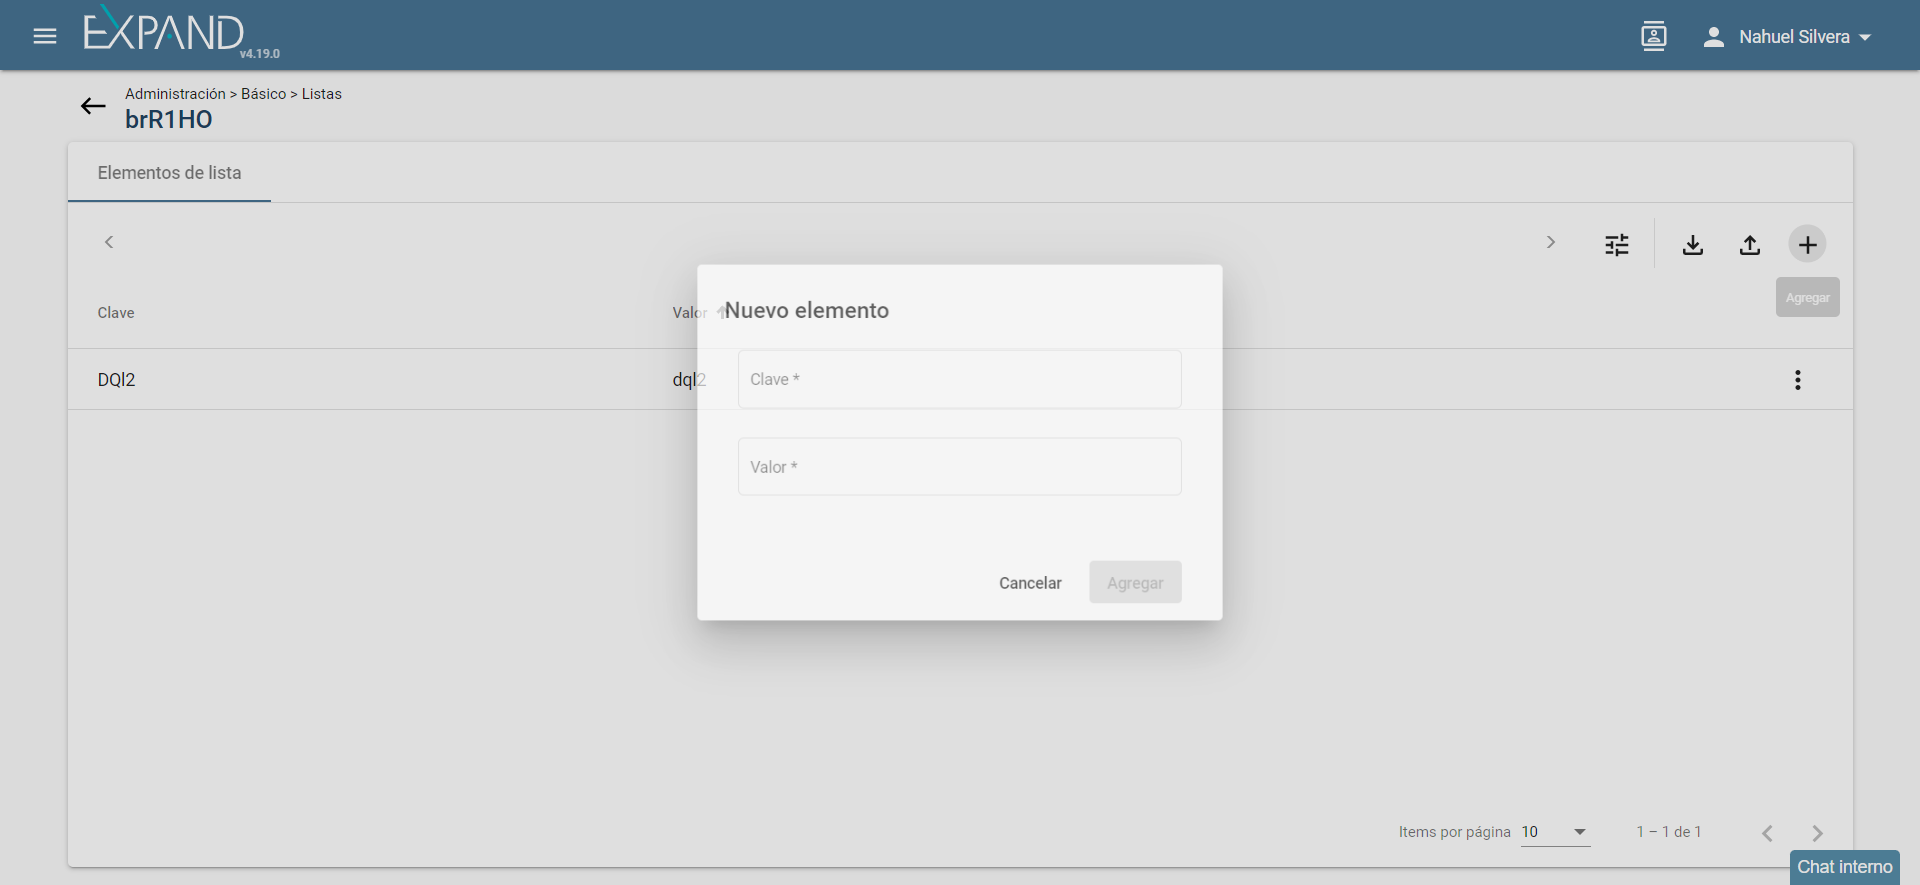 EXPAND
v4.19.0
Nahuel Silvera
Administración > Básico > Listas
brR1HO
Elementos de lista
Agregar
Clave
Valor
Nuevo elemento
DQl2
dql2
Clave *
Valor *
Cancelar
Agregar
Items por página 10
1 – 1 de 1
Chat interno